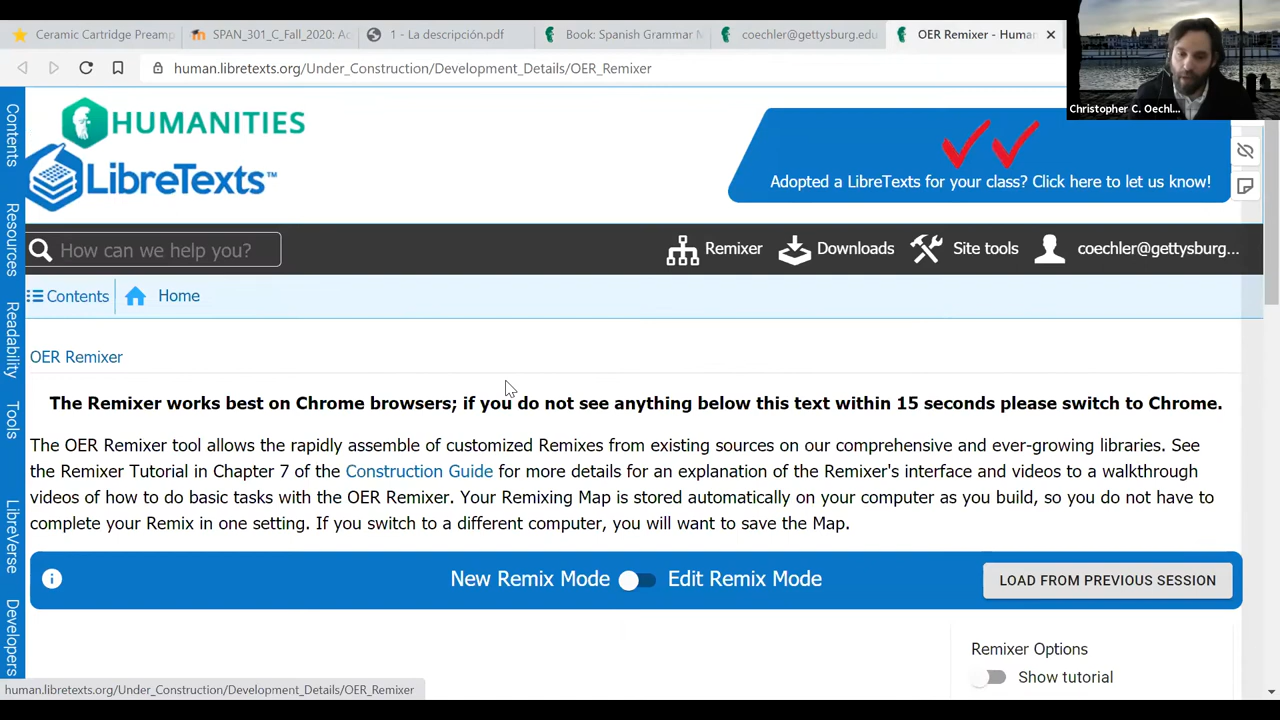 Ceramic Cartridge Preamp
SPAN_301_C_Fall_2020: Ac
1 - La descripción.pdf
Book: Spanish Grammar M
coechler@gettysburg.edu
OER Remixer - Human
human.libretexts.org/Under_Construction/Development_Details/OER_Remixer
Christopher C. Oechl...
HUMANITIES
LibreTexts™
Adopted a LibreTexts for your class? Click here to let us know!
How can we help you?
Remixer
Downloads
Site tools
coechler@gettysburg...
Contents
Home
Contents
Resources
Readability
Tools
LibreVerse
Developers
OER Remixer
The Remixer works best on Chrome browsers; if you do not see anything below this text within 15 seconds please switch to Chrome.
The OER Remixer tool allows the rapidly assemble of customized Remixes from existing sources on our comprehensive and ever-growing libraries. See
the Remixer Tutorial in Chapter 7 of the Construction Guide for more details for an explanation of the Remixer's interface and videos to a walkthrough
videos of how to do basic tasks with the OER Remixer. Your Remixing Map is stored automatically on your computer as you build, so you do not have to
complete your Remix in one setting. If you switch to a different computer, you will want to save the Map.
New Remix Mode
Edit Remix Mode
LOAD FROM PREVIOUS SESSION
Remixer Options
Show tutorial
human.libretexts.org/Under_Construction/Development_Details/OER_Remixer